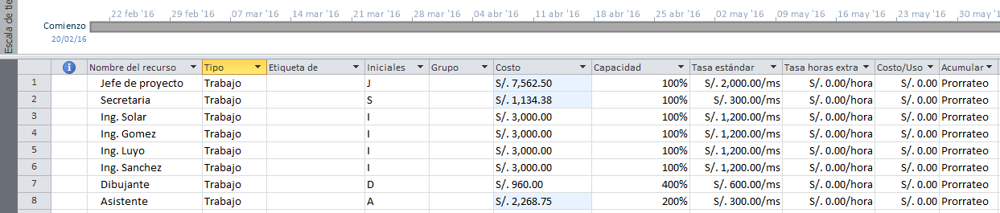 22 feb '16 29 feb '16 07 mar '16 14 mar '16 21 mar '16 28 mar '16 04 abr '16 11 abr '16 18 abr '16 25 abr '16 02 may '16 09 may '16 16 may '16 23 may '16 30 may '16
Escala de tie
Comienzo
20/02/16
Nombre del recurso Tipo Etiqueta de Iniciales Grupo Costo Capacidad Tasa estándar Tasa horas extra Costo/Uso Acumular
1 Jefe de proyecto Trabajo J S/. 7,562.50 100% S/. 2,000.00/ms S/. 0.00/hora S/. 0.00 Prorrateo
2 Secretaria Trabajo S S/. 1,134.38 100% S/. 300.00/ms S/. 0.00/hora S/. 0.00 Prorrateo
3 Ing. Solar Trabajo I S/. 3,000.00 100% S/. 1,200.00/ms S/. 0.00/hora S/. 0.00 Prorrateo
4 Ing. Gomez Trabajo I S/. 3,000.00 100% S/. 1,200.00/ms S/. 0.00/hora S/. 0.00 Prorrateo
5 Ing. Luyo Trabajo I S/. 3,000.00 100% S/. 1,200.00/ms S/. 0.00/hora S/. 0.00 Prorrateo
6 Ing. Sanchez Trabajo I S/. 3,000.00 100% S/. 1,200.00/ms S/. 0.00/hora S/. 0.00 Prorrateo
7 Dibujante Trabajo D S/. 960.00 400% S/. 600.00/ms S/. 0.00/hora S/. 0.00 Prorrateo
8 Asistente Trabajo A S/. 2,268.75 200% S/. 300.00/ms S/. 0.00/hora S/. 0.00 Prorrateo